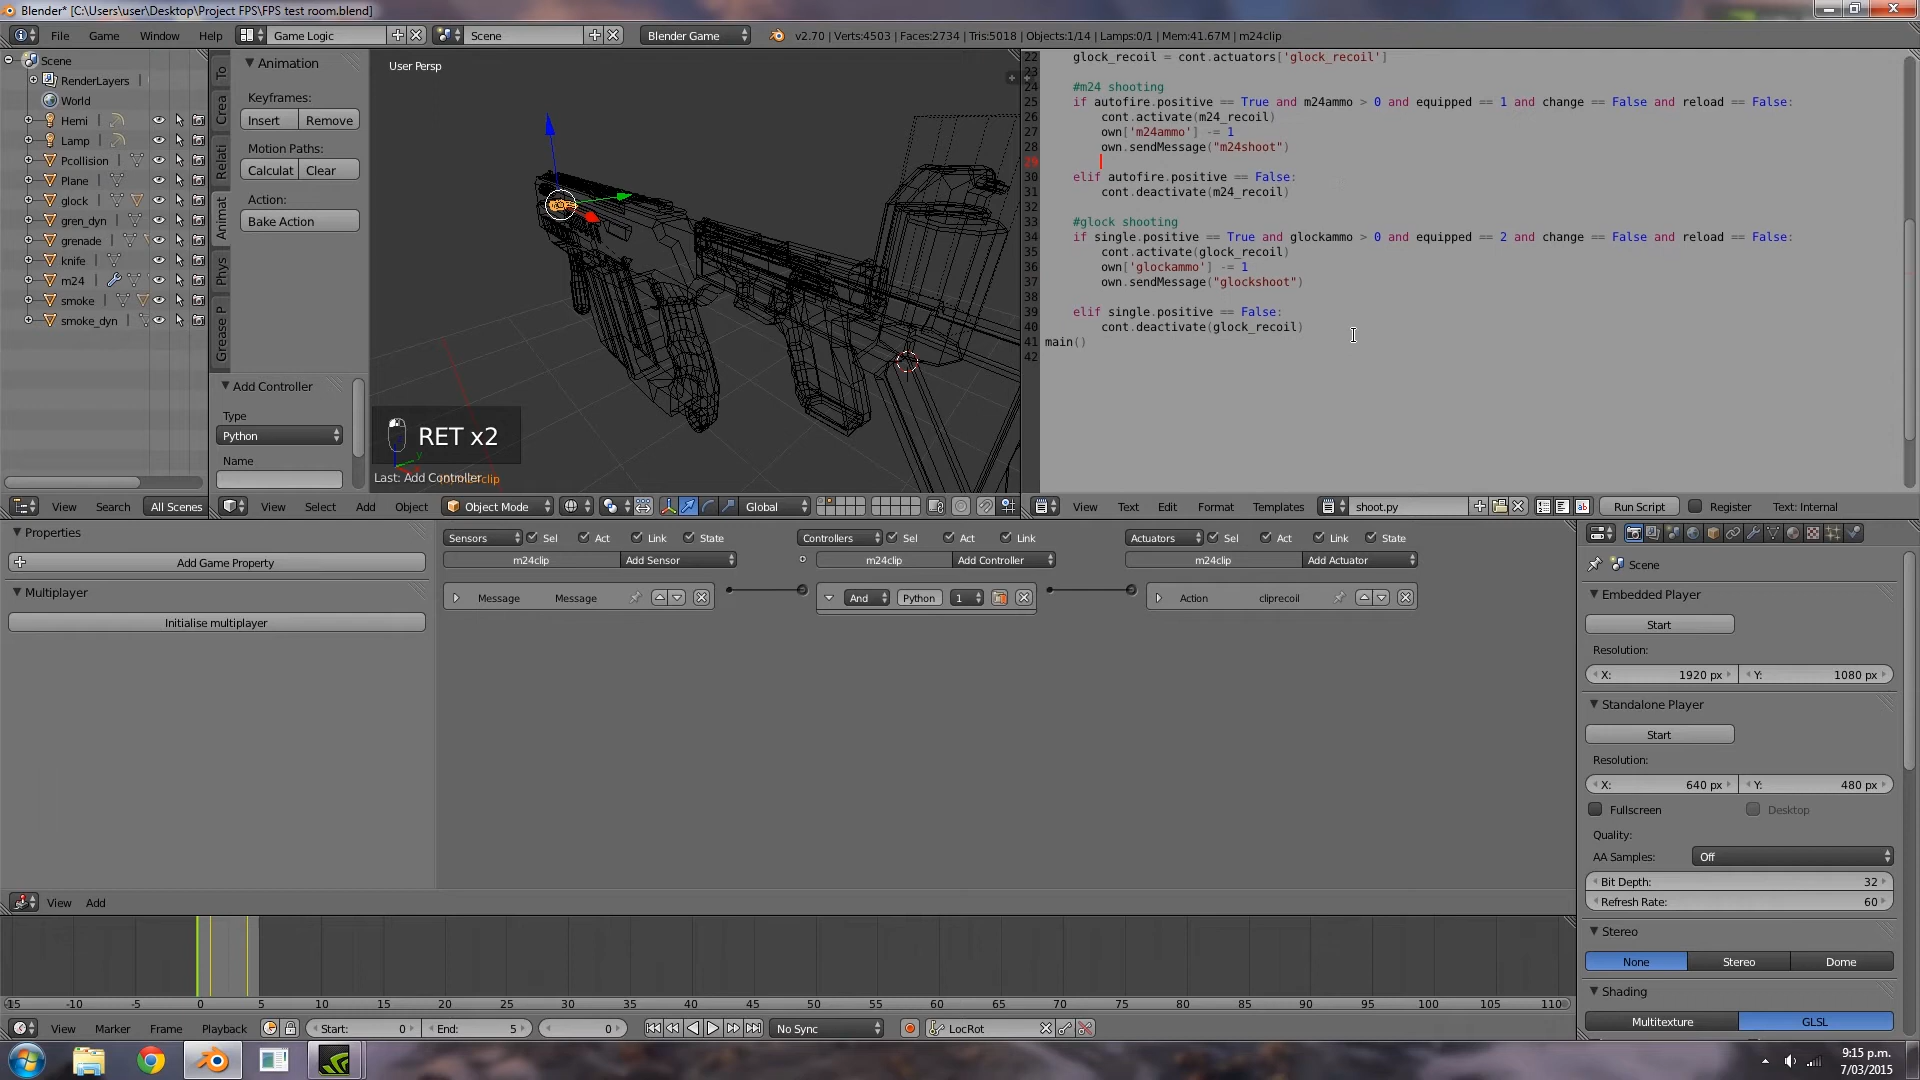 Blender* [C:\Users\user\Desktop\Project FPS\FPS test room.blend]
File Game Window Help Game Logic Scene Blender Game v2.70 | Verts:4503 | Faces:2734 | Tris:5018 | Objects:1/14 | Lamps:0/1 | Mem:41.67M | m24clip
Scene
RenderLayers
World
Hemi
Lamp
Pcollision
Plane
glock
gren_dyn
grenade
knife
m24
smoke
smoke_dyn
View Search All Scenes
To
Crea
Relati
Animat
Phys
Grease P
Animation
Keyframes:
Insert Remove
Motion Paths:
Calculat Clear
Action:
Bake Action
Add Controller
Type
Python
Name
User Persp
RET x2
Last: Add Controller
View Select Add Object Object Mode Global
22 glock_recoil = cont.actuators['glock_recoil']
23
24 #m24 shooting
25 if autofire.positive == True and m24ammo > 0 and equipped == 1 and change == False and reload == False:
26 cont.activate(m24_recoil)
27 own['m24ammo'] -= 1
28 own.sendMessage("m24shoot")
29
30 elif autofire.positive == False:
31 cont.deactivate(m24_recoil)
32
33 #glock shooting
34 if single.positive == True and glockammo > 0 and equipped == 2 and change == False and reload == False:
35 cont.activate(glock_recoil)
36 own['glockammo'] -= 1
37 own.sendMessage("glockshoot")
38
39 elif single.positive == False:
40 cont.deactivate(glock_recoil)
41 main()
42
View Text Edit Format Templates shoot.py Run Script Register Text: Internal
Properties
Add Game Property
Multiplayer
Initialise multiplayer
Sensors Sel Act Link State Controllers Sel Act Link Actuators Sel Act Link State
m24clip Add Sensor m24clip Add Controller m24clip Add Actuator
Message Message And Python 1 Action cliprecoil
View Add
Scene
Embedded Player
Start
Resolution:
X: 1920 px Y: 1080 px
Standalone Player
Start
Resolution:
X: 640 px Y: 480 px
Fullscreen Desktop
Quality:
AA Samples: Off
Bit Depth: 32
Refresh Rate: 60
Stereo
None Stereo Dome
Shading
Multitexture GLSL
-15 -10 -5 0 5 10 15 20 25 30 35 40 45 50 55 60 65 70 75 80 85 90 95 100 105 110
View Marker Frame Playback Start: 0 End: 5 0 No Sync LocRot
9:15 p.m.
7/03/2015